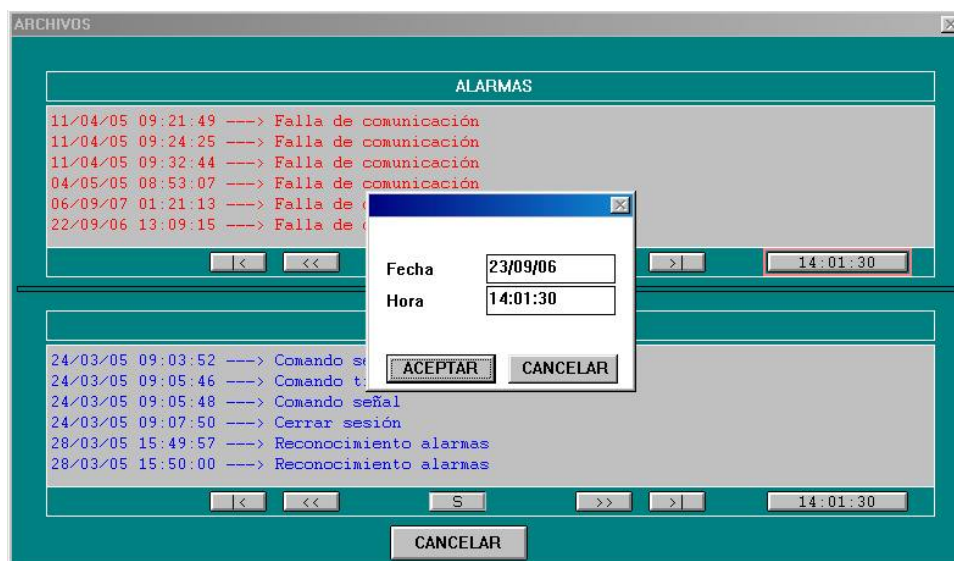 ARCHIVOS
ALARMAS
11/04/05 09:21:49 ---> Falla de comunicación
11/04/05 09:24:25 ---> Falla de comunicación
11/04/05 09:32:44 ---> Falla de comunicación
04/05/05 08:53:07 ---> Falla de comunicación
06/09/07 01:21:13 ---> Falla de
22/09/06 13:09:15 ---> Falla de
|< << >| 14:01:30
Fecha 23/09/06
Hora 14:01:30
ACEPTAR CANCELAR
24/03/05 09:03:52 ---> Comando
24/03/05 09:05:46 ---> Comando
24/03/05 09:05:48 ---> Comando señal
24/03/05 09:07:50 ---> Cerrar sesión
28/03/05 15:49:57 ---> Reconocimiento alarmas
28/03/05 15:50:00 ---> Reconocimiento alarmas
|< << S >> >| 14:01:30
CANCELAR